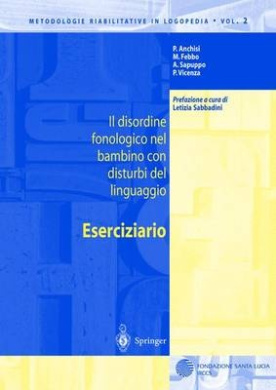 METODOLOGIE RIABILITATIVE IN LOGOPEDIA • VOL. 2
P. Anchisi
M. Febbo
A. Sapuppo
P. Vicenza
Prefazione a cura di
Letizia Sabbadini
Il disordine
fonologico nel
bambino con
disturbi del
linguaggio
Eserciziario
Springer
FONDAZIONE SANTA LUCIA
IRCCS